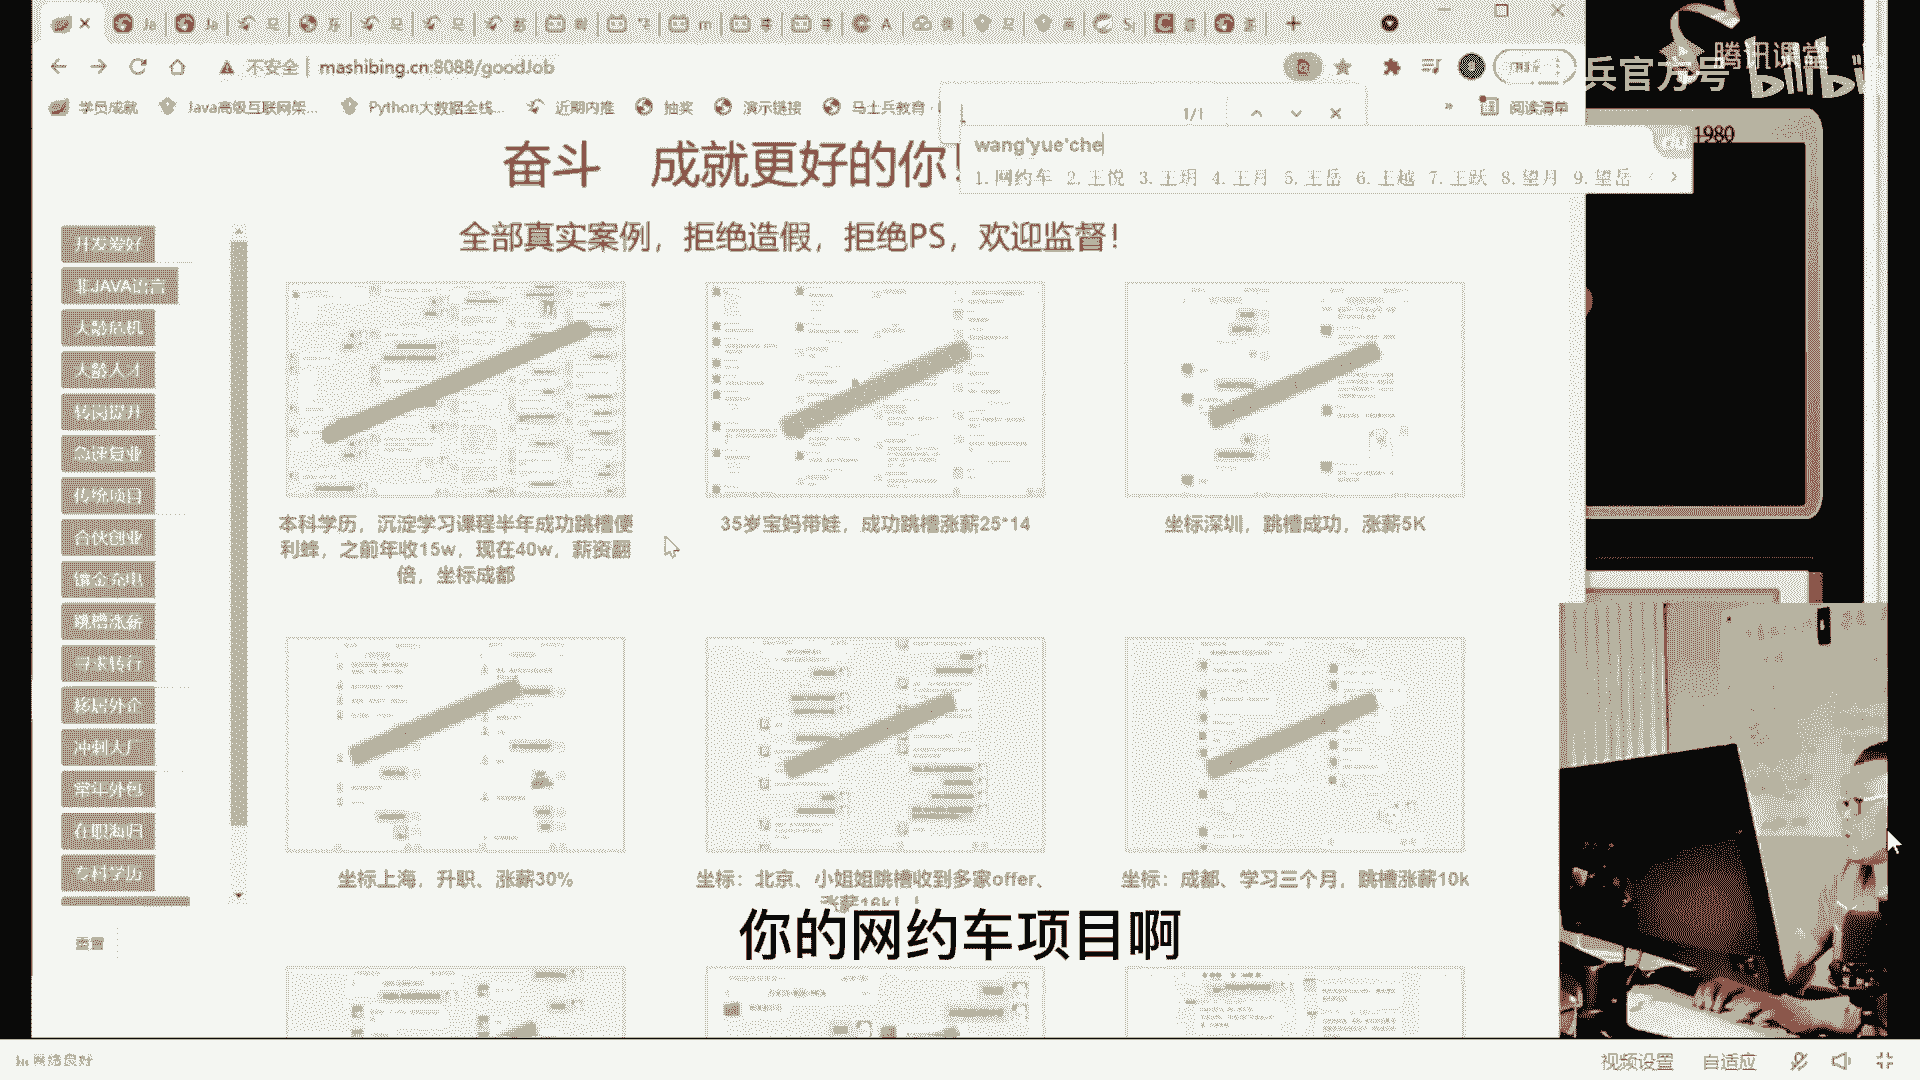 不安全 | mashibing.cn:8088/goodJob
学员成就 Java高级互联网架... Python大数据全栈... 近期内推 抽奖 演示链接 马士兵教育 » 阅读清单
1/1
wang'yue'che
1.网约车 2.王悦 3.王玥 4.王月 5.王岳 6.王越 7.王跃 8.望月 9.望岳
腾讯课堂
兵官方号 bilibili
1980
奋斗 成就更好的你!
全部真实案例,拒绝造假,拒绝PS,欢迎监督!
开发爱好
非JAVA语言
大龄危机
大龄人才
转岗提升
急速复业
传统项目
合伙创业
镀金充电
跳槽涨薪
寻求转行
移居外企
冲刺大厂
常年外包
在职海归
专科学历
重置
本科学历,沉淀学习课程半年成功跳槽便
利蜂,之前年收15w,现在40w,薪资翻
倍,坐标成都
35岁宝妈带娃,成功跳槽涨薪25*14
坐标深圳,跳槽成功,涨薪5K
坐标上海,升职、涨薪30%
坐标:北京、小姐姐跳槽收到多家offer、
涨薪16k!!
坐标:成都、学习三个月,跳槽涨薪10k
你的网约车项目啊
网络良好
视频设置 自适应